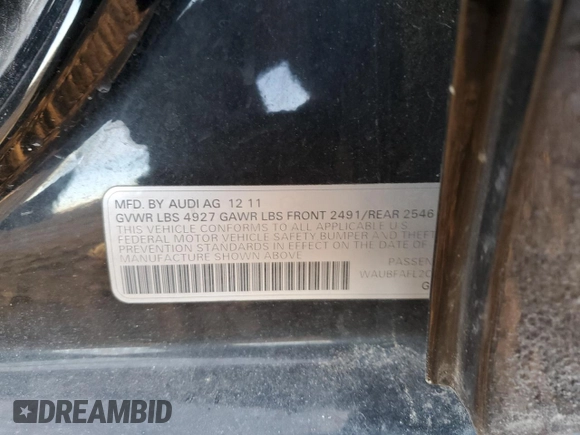 MFD. BY AUDI AG 12 11
GVWR LBS 4927 GAWR LBS FRONT 2491/REAR 2546
THIS VEHICLE CONFORMS TO ALL APPLICABLE U.S.
FEDERAL MOTOR VEHICLE SAFETY BUMPER AND THEFT
PREVENTION STANDARDS IN EFFECT ON THE DATE OF
MANUFACTURE SHOWN ABOVE.
PASSEN
WAUBFAFL2C
G
DREAMBID